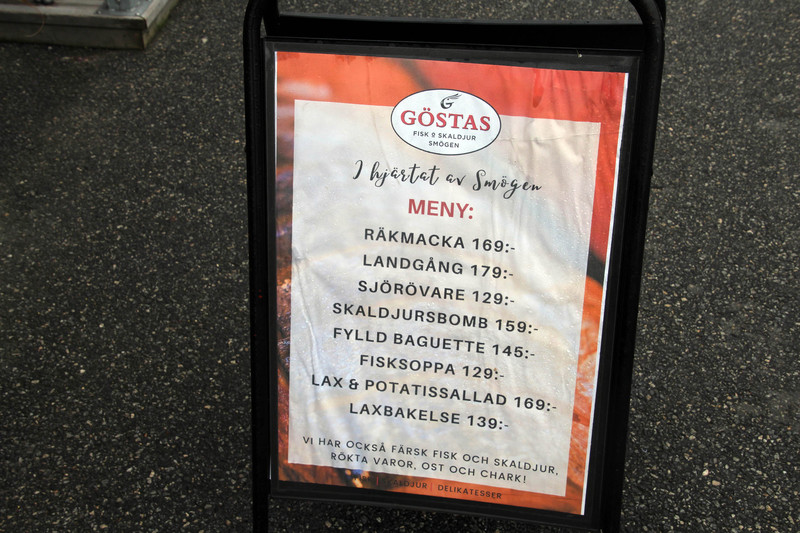 G
GÖSTAS
FISK & SKALDJUR
SMÖGEN
I hjärtat av Smögen
MENY:
RÄKMACKA 169:-
LANDGÅNG 179:-
SJÖRÖVARE 129:-
SKALDJURSBOMB 159:-
FYLLD BAGUETTE 145:-
FISKSOPPA 129:-
LAX & POTATISSALLAD 169:-
LAXBAKELSE 139:-
VI HAR OCKSÅ FÄRSK FISK OCH SKALDJUR,
RÖKTA VAROR, OST OCH CHARK!
| DELIKATESSER